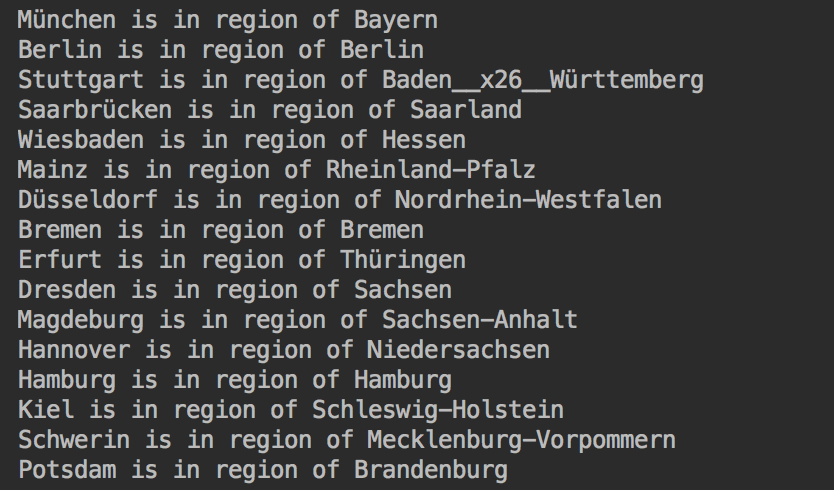 München is in region of Bayern
Berlin is in region of Berlin
Stuttgart is in region of Baden__x26__Württemberg
Saarbrücken is in region of Saarland
Wiesbaden is in region of Hessen
Mainz is in region of Rheinland-Pfalz
Düsseldorf is in region of Nordrhein-Westfalen
Bremen is in region of Bremen
Erfurt is in region of Thüringen
Dresden is in region of Sachsen
Magdeburg is in region of Sachsen-Anhalt
Hannover is in region of Niedersachsen
Hamburg is in region of Hamburg
Kiel is in region of Schleswig-Holstein
Schwerin is in region of Mecklenburg-Vorpommern
Potsdam is in region of Brandenburg